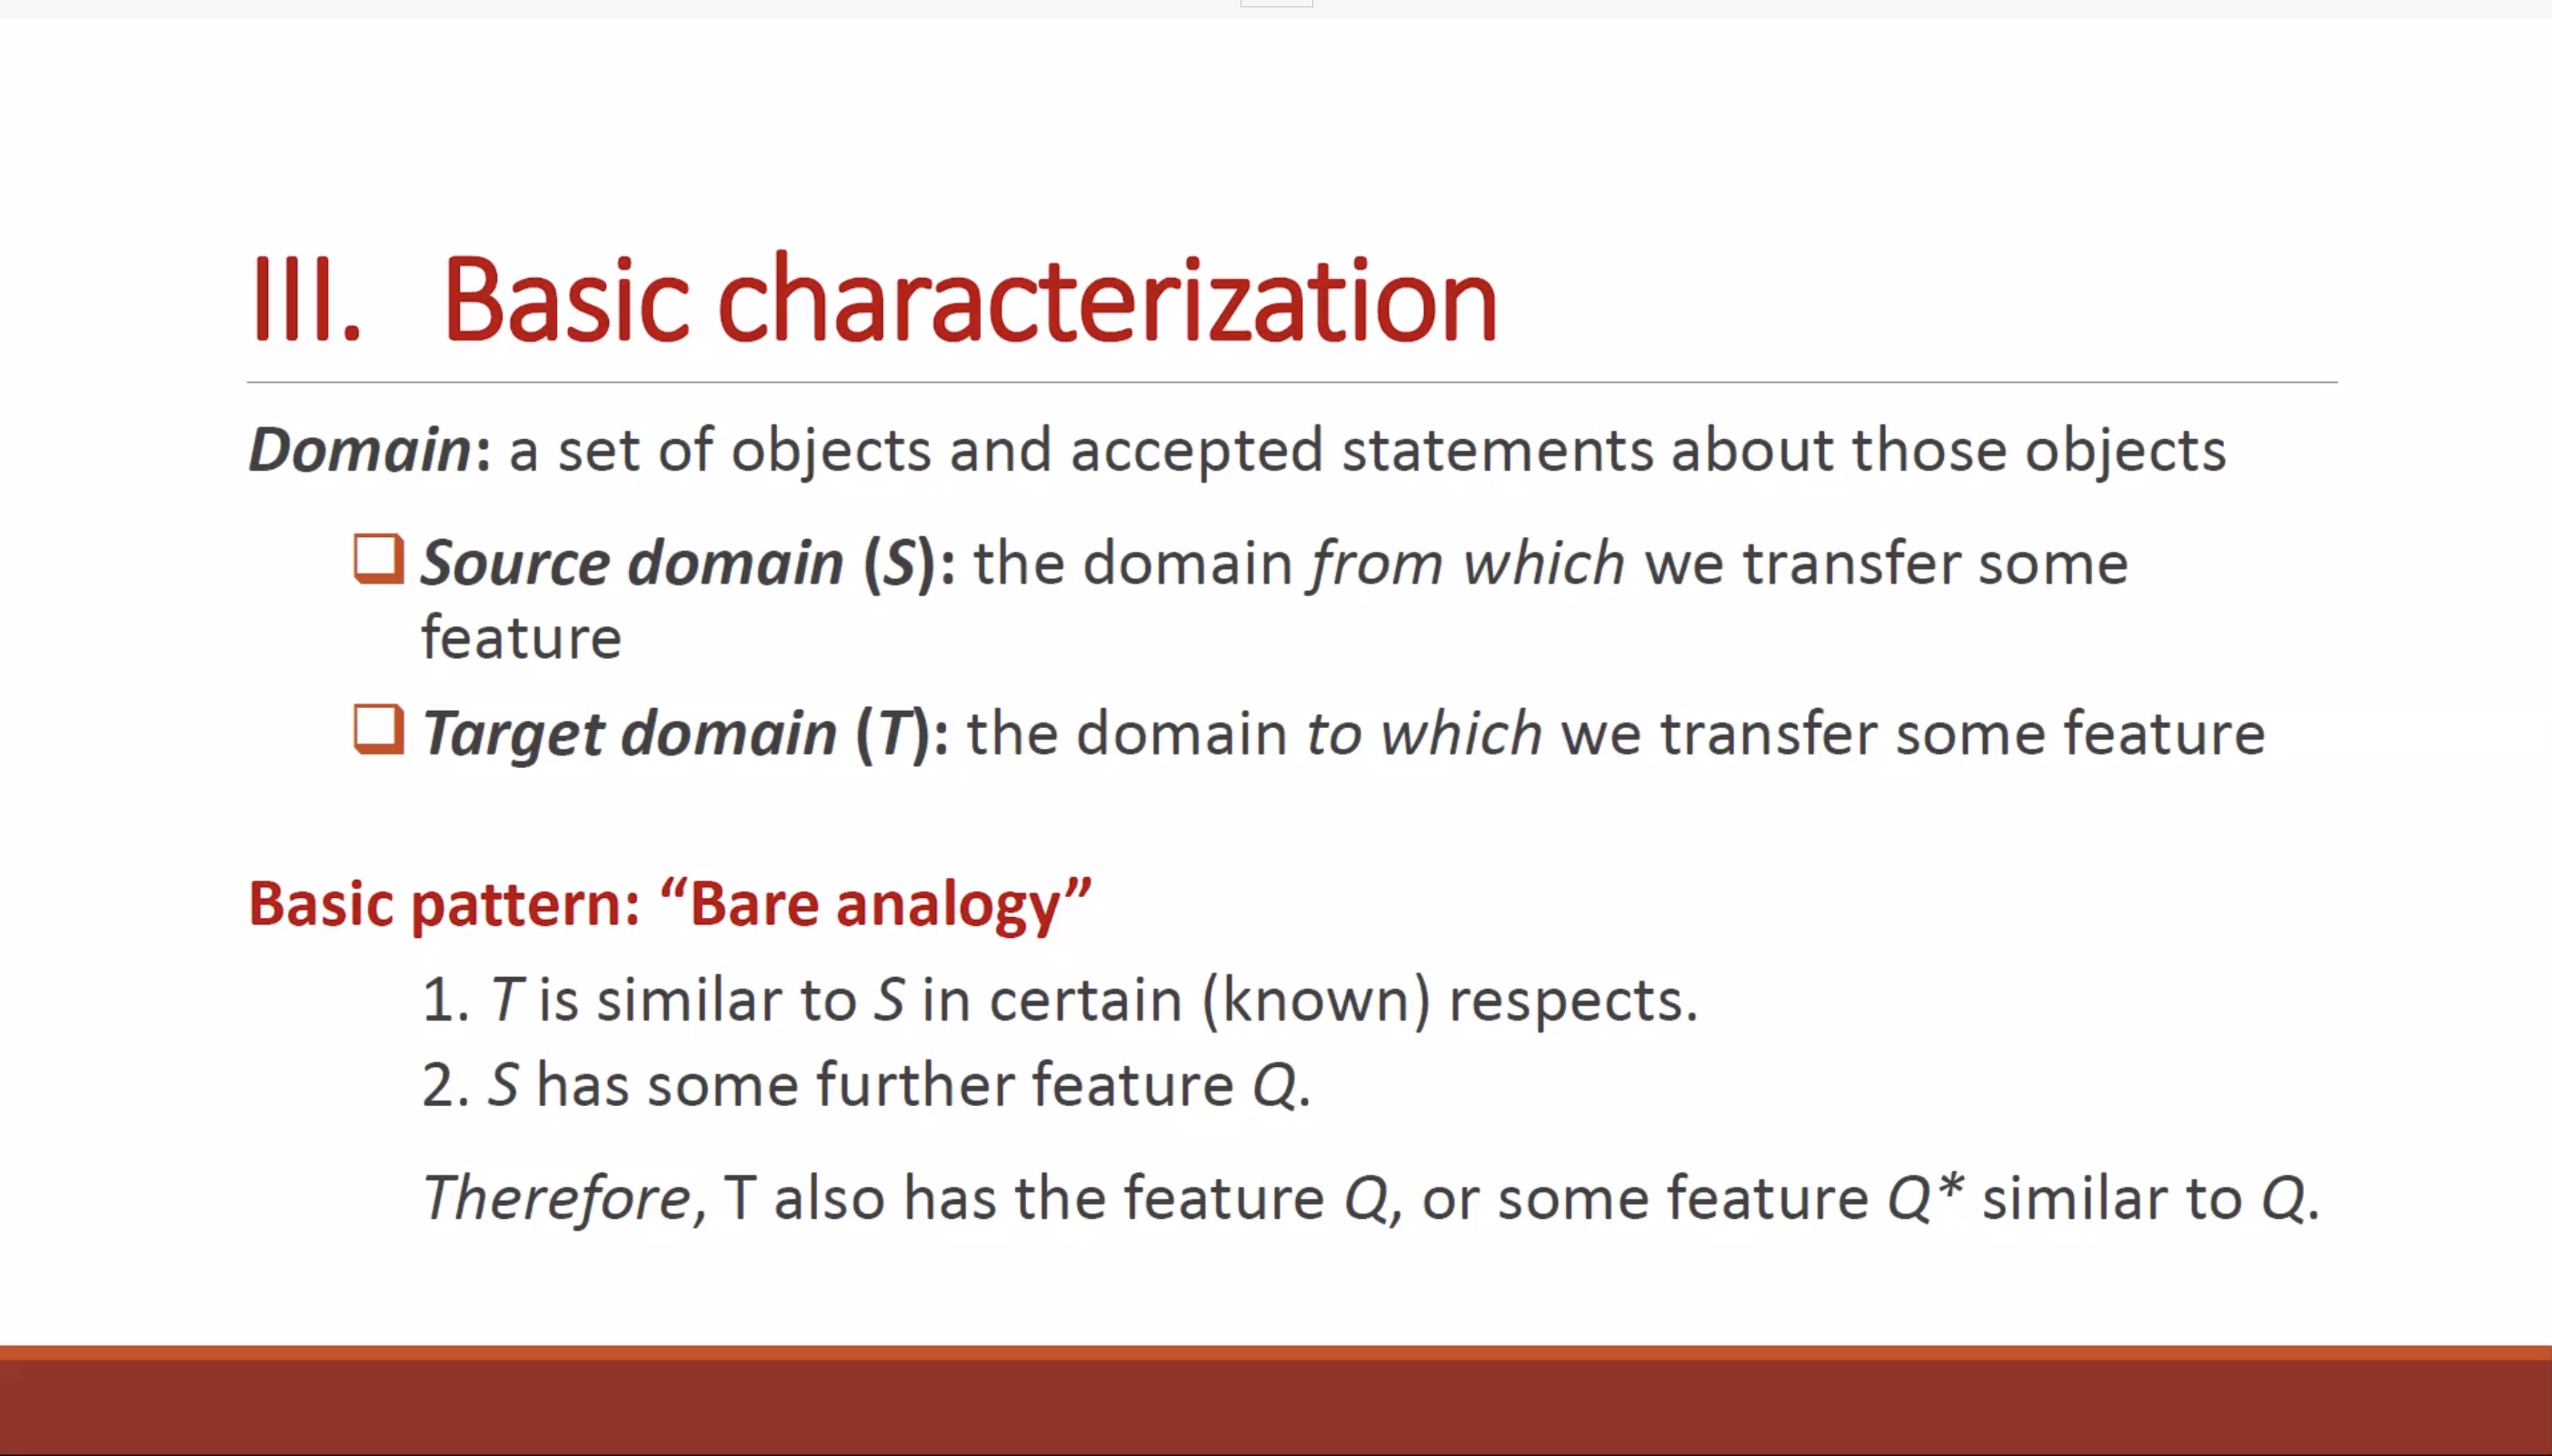 III. Basic characterization
Domain: a set of objects and accepted statements about those objects
Source domain (S): the domain from which we transfer some
feature
Target domain (T): the domain to which we transfer some feature
Basic pattern: “Bare analogy”
1. T is similar to S in certain (known) respects.
2. S has some further feature Q.
Therefore, T also has the feature Q, or some feature Q* similar to Q.